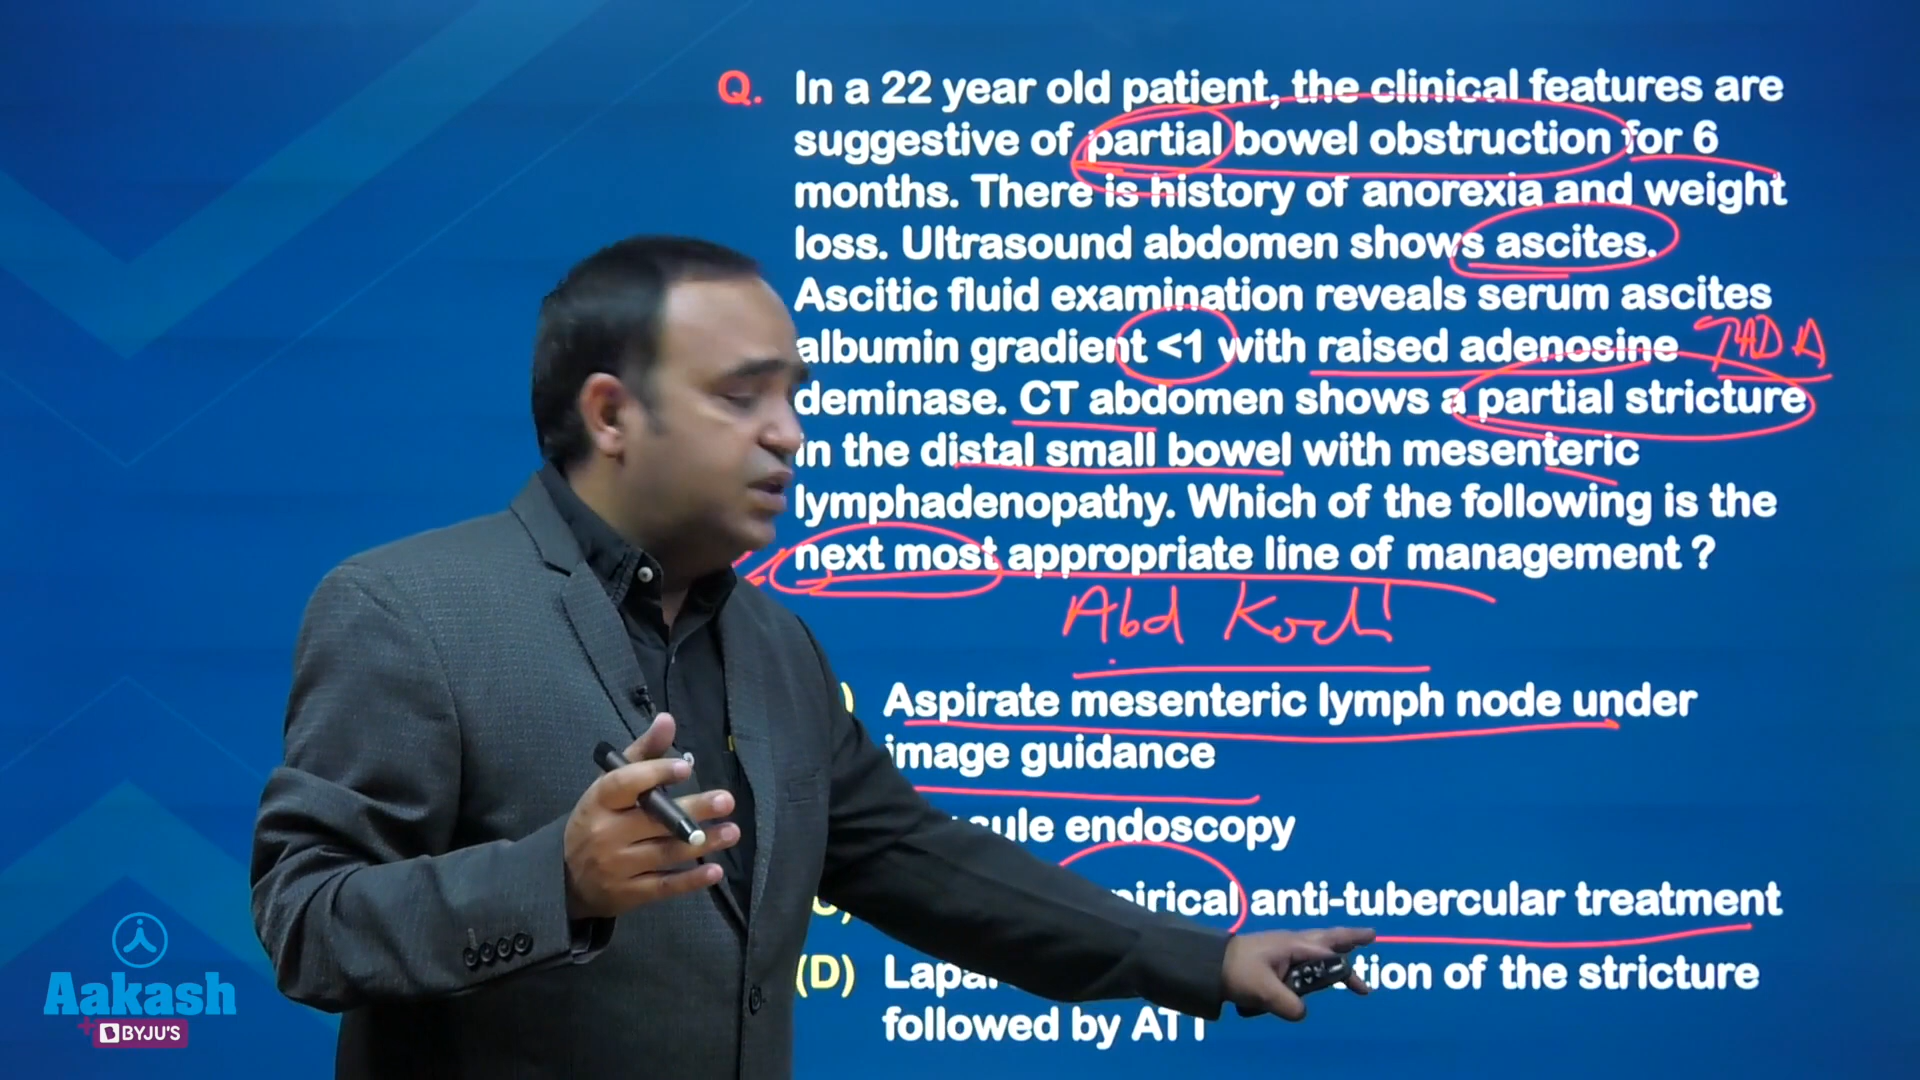 Q. In a 22 year old patient, the clinical features are
suggestive of partial bowel obstruction for 6
months. There is history of anorexia and weight
loss. Ultrasound abdomen shows ascites.
Ascitic fluid examination reveals serum ascites
albumin gradient <1 with raised adenosine ↑ADA
deminase. CT abdomen shows a partial stricture
in the distal small bowel with mesenteric
lymphadenopathy. Which of the following is the
next most appropriate line of management ?
Abd Koch'
Aspirate mesenteric lymph node under
image guidance
endoscopy
anti-tubercular treatment
(D) of the stricture
followed by ATT
Aakash
+ BYJU'S